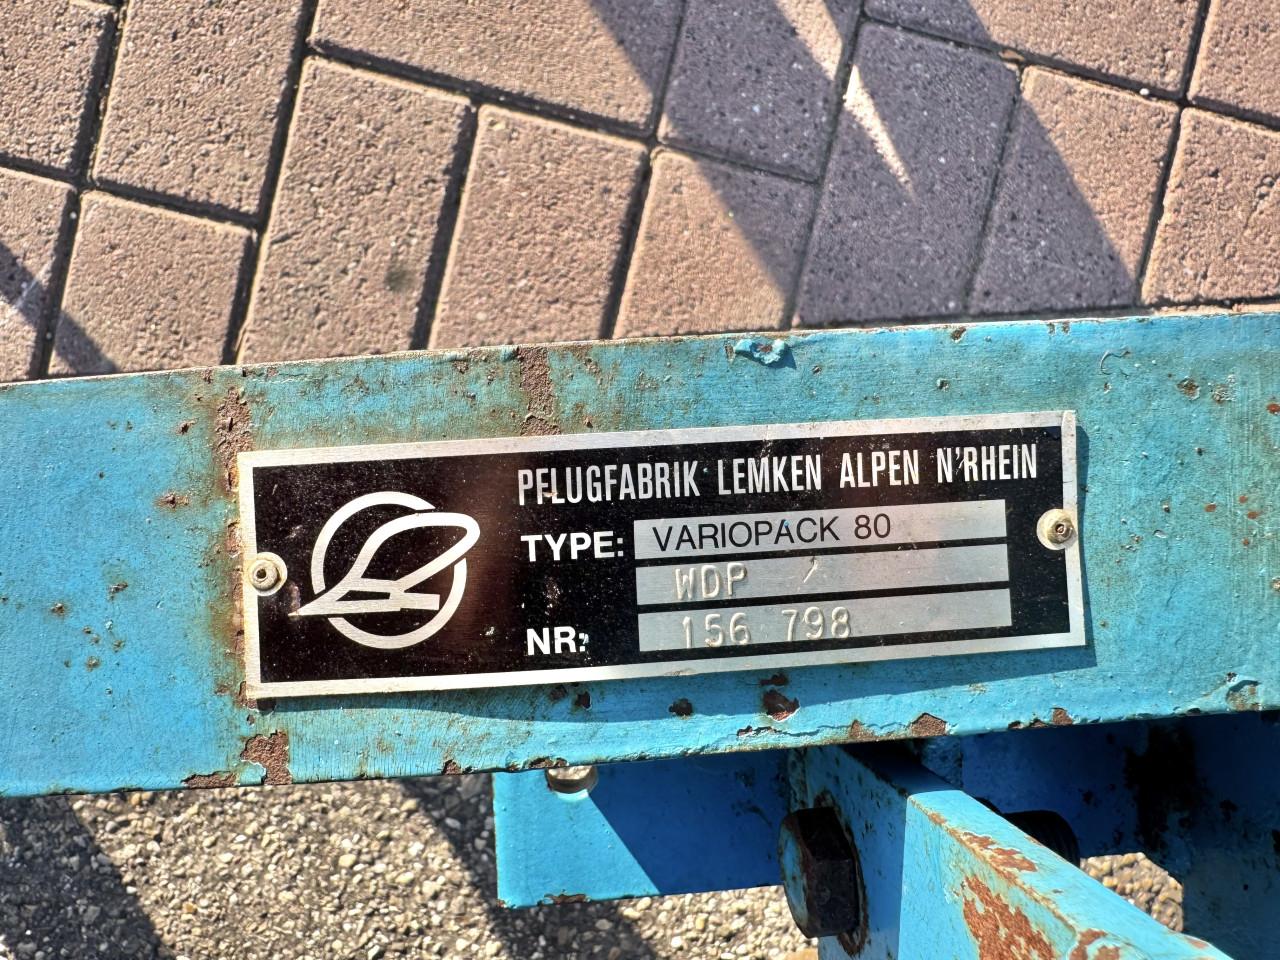 PFLUGFABRIK LEMKEN ALPEN N'RHEIN
TYPE: VARIOPACK 80
WDP /
NR: 156 798